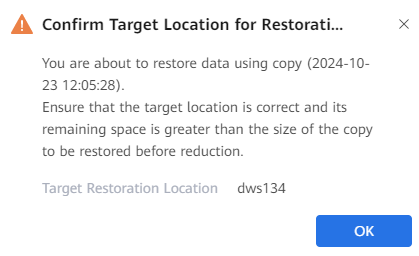 Confirm Target Location for Restorati...
You are about to restore data using copy (2024-10-
23 12:05:28).
Ensure that the target location is correct and its
remaining space is greater than the size of the copy
to be restored before reduction.
Target Restoration Location dws134
OK